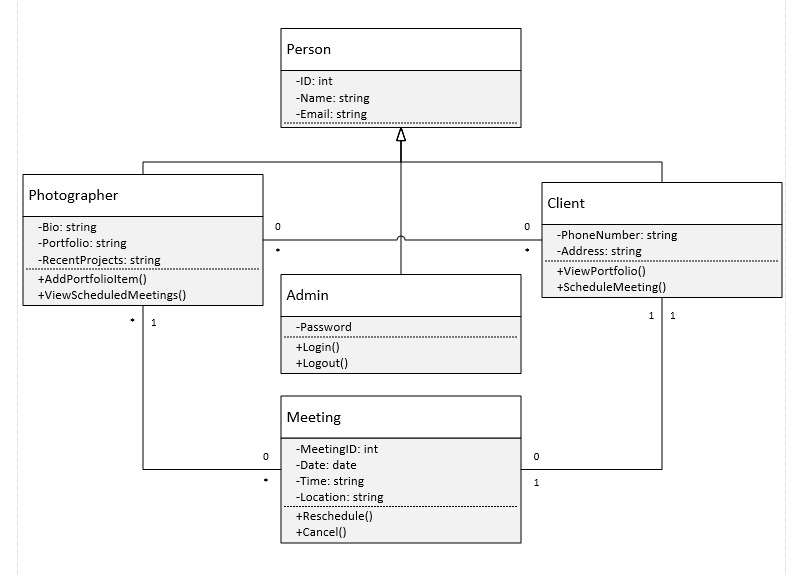 Person
-ID: int
-Name: string
-Email: string
Photographer
-Bio: string
-Portfolio: string
-RecentProjects: string
+AddPortfolioItem()
+ViewScheduledMeetings()
Client
-PhoneNumber: string
-Address: string
+ViewPortfolio()
+ScheduleMeeting()
0
*
0
*
Admin
-Password
+Login()
+Logout()
* 1
1 1
Meeting
-MeetingID: int
-Date: date
-Time: string
-Location: string
+Reschedule()
+Cancel()
0
*
0
1